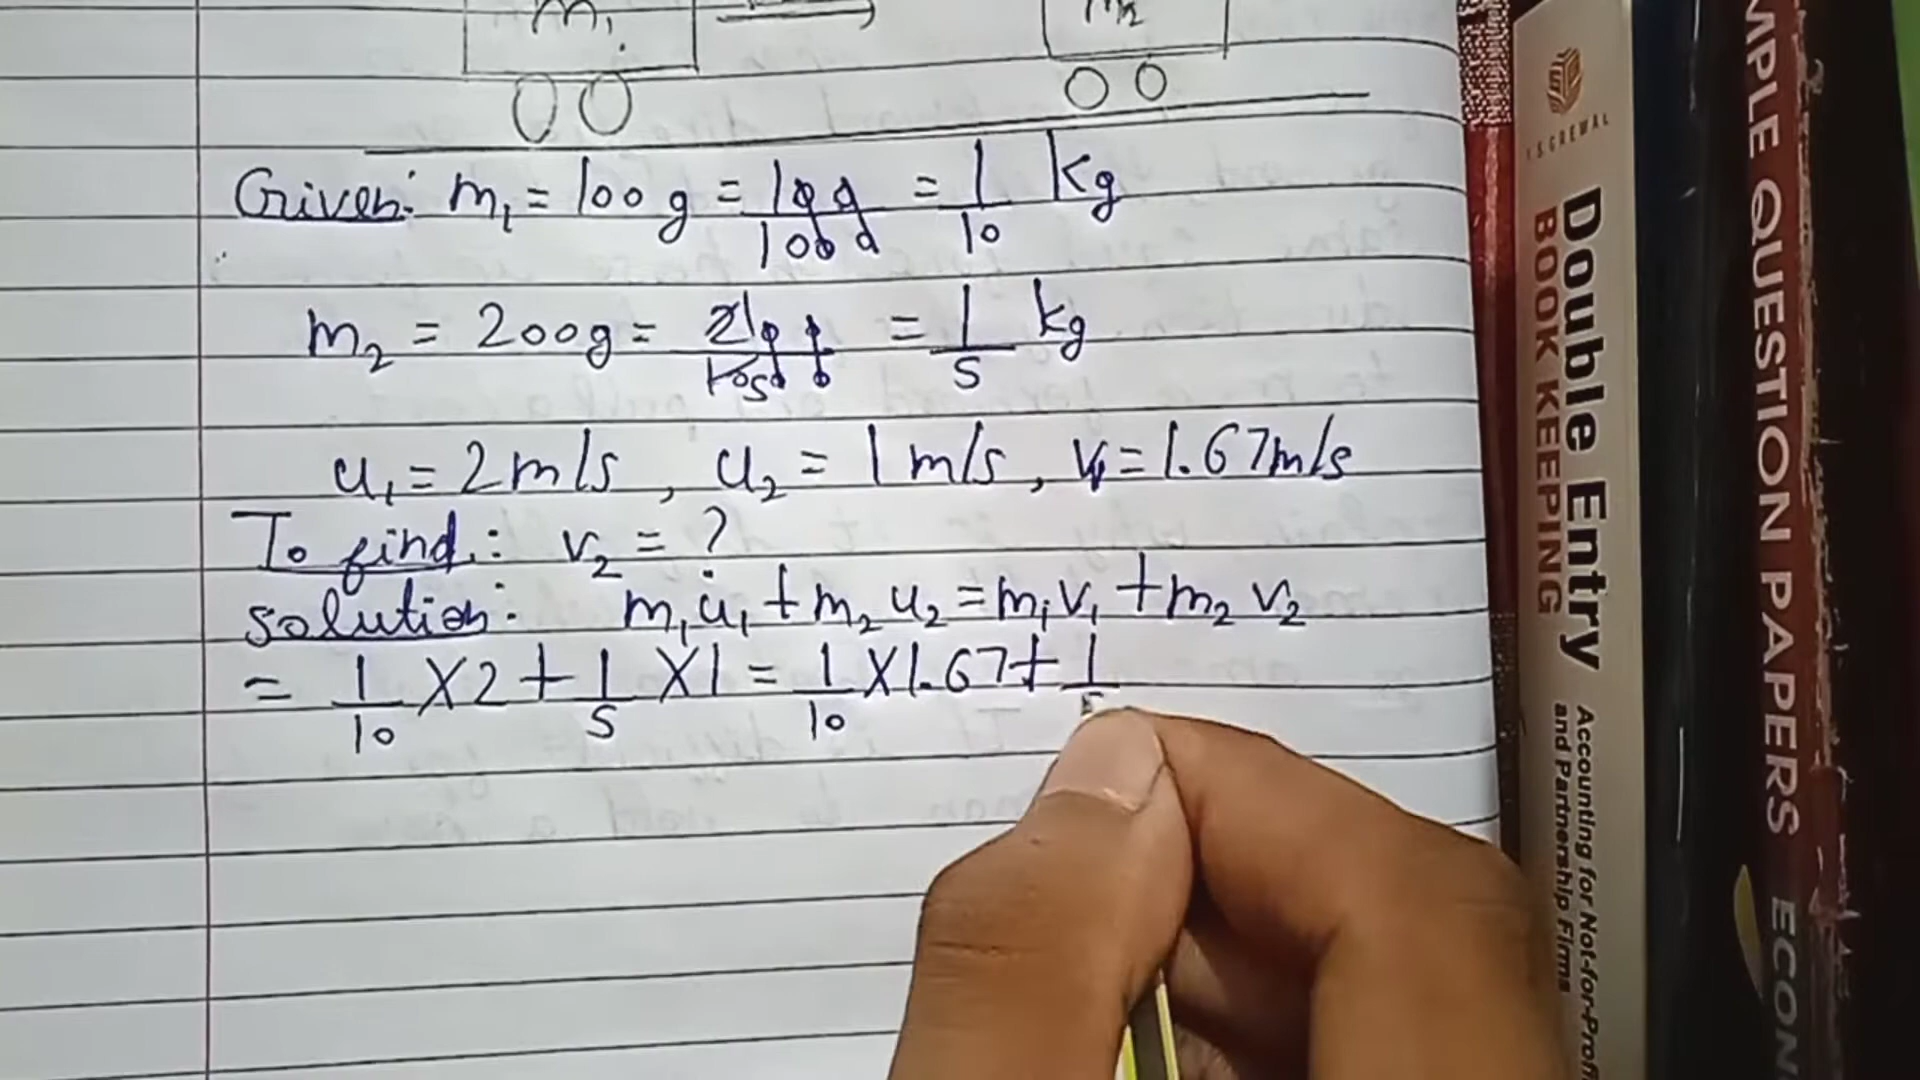 m₁ m₂
Given: m₁ = 100 g = 100/1000 = 1/10 kg
m₂ = 200g = 200/1000 = 1/5 kg
u₁ = 2 m/s , u₂ = 1 m/s , v₁ = 1.67m/s
To find : v₂ = ?
solution: m₁u₁ + m₂u₂ = m₁v₁ + m₂v₂
= 1/10 X 2 + 1/5 X 1 = 1/10 X 1.67 + 1/
Double Entry
BOOK KEEPING
Accounting for Not-for-Pro
and Partnership Firms
MPLE QUESTION PAPERS ECON